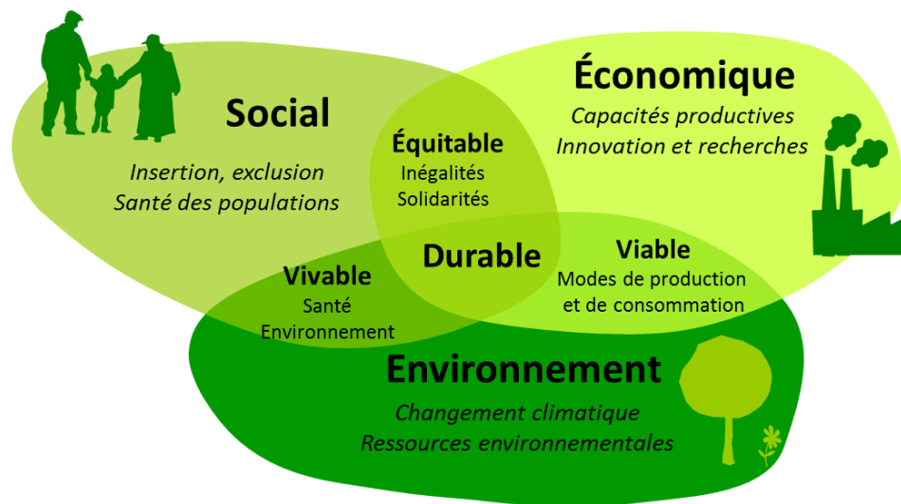 Social
Insertion, exclusion
Santé des populations
Économique
Capacités productives
Innovation et recherches
Équitable
Inégalités
Solidarités
Durable
Vivable
Santé
Environnement
Viable
Modes de production
et de consommation
Environnement
Changement climatique
Ressources environnementales